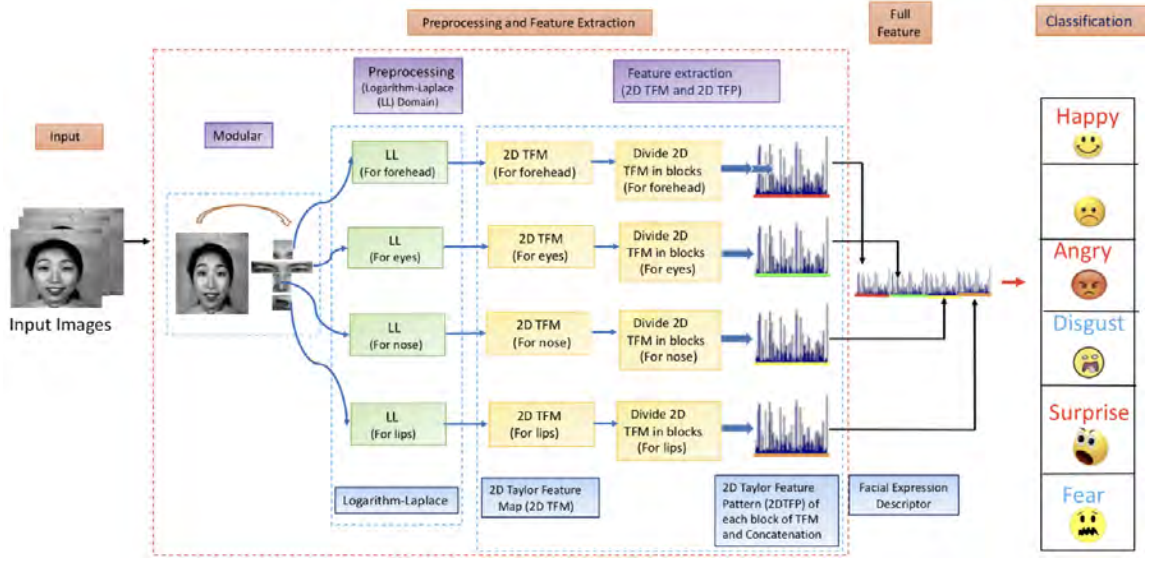 Preprocessing and Feature Extraction
Full
Feature
Classification
Input
Modular
Preprocessing
(Logarithm-Laplace
(LL) Domain)
Feature extraction
(2D TFM and 2D TFP)
Input Images
LL
(For forehead)
2D TFM
(For forehead)
Divide 2D
TFM in blocks
(For forehead)
LL
(For eyes)
2D TFM
(For eyes)
Divide 2D
TFM in blocks
(For eyes)
LL
(For nose)
2D TFM
(For nose)
Divide 2D
TFM in blocks
(For nose)
LL
(For lips)
2D TFM
(For lips)
Divide 2D
TFM in blocks
(For lips)
Logarithm-Laplace
2D Taylor Feature
Map (2D TFM)
2D Taylor Feature
Pattern (2DTFP) of
each block of TFM
and Concatenation
Facial Expression
Descriptor
Happy
Angry
Disgust
Surprise
Fear